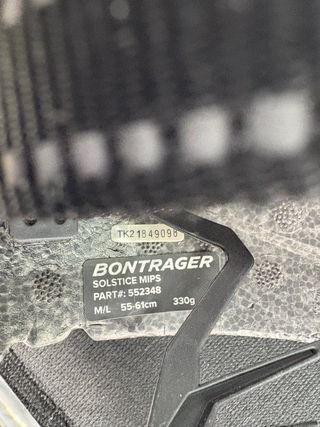 TK21849098
BONTRAGER
SOLSTICE MIPS
PART#: 552348
M/L 55-61cm 330g